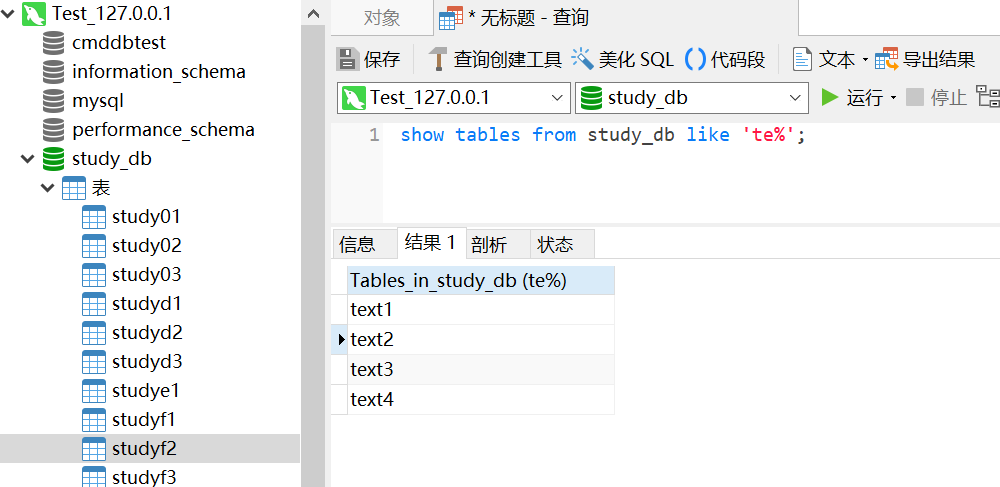 Test_127.0.0.1
cmddbtest
information_schema
mysql
performance_schema
study_db
表
study01
study02
study03
studyd1
studyd2
studyd3
studye1
studyf1
studyf2
studyf3
对象
* 无标题 - 查询
保存 查询创建工具 美化 SQL 代码段 文本 导出结果
Test_127.0.0.1 study_db 运行 停止
1 show tables from study_db like 'te%';
信息 结果 1 剖析 状态
Tables_in_study_db (te%)
text1
text2
text3
text4